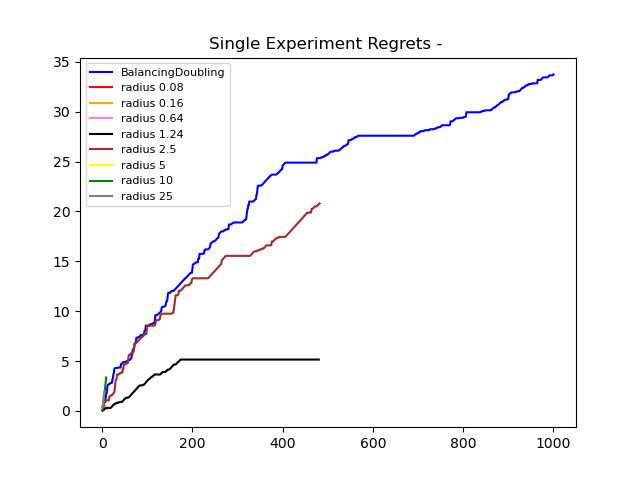 Single Experiment Regrets -
35
30
25
20
15
10
5
0
BalancingDoubling
radius 0.08
radius 0.16
radius 0.64
radius 1.24
radius 2.5
radius 5
radius 10
radius 25
0 200 400 600 800 1000